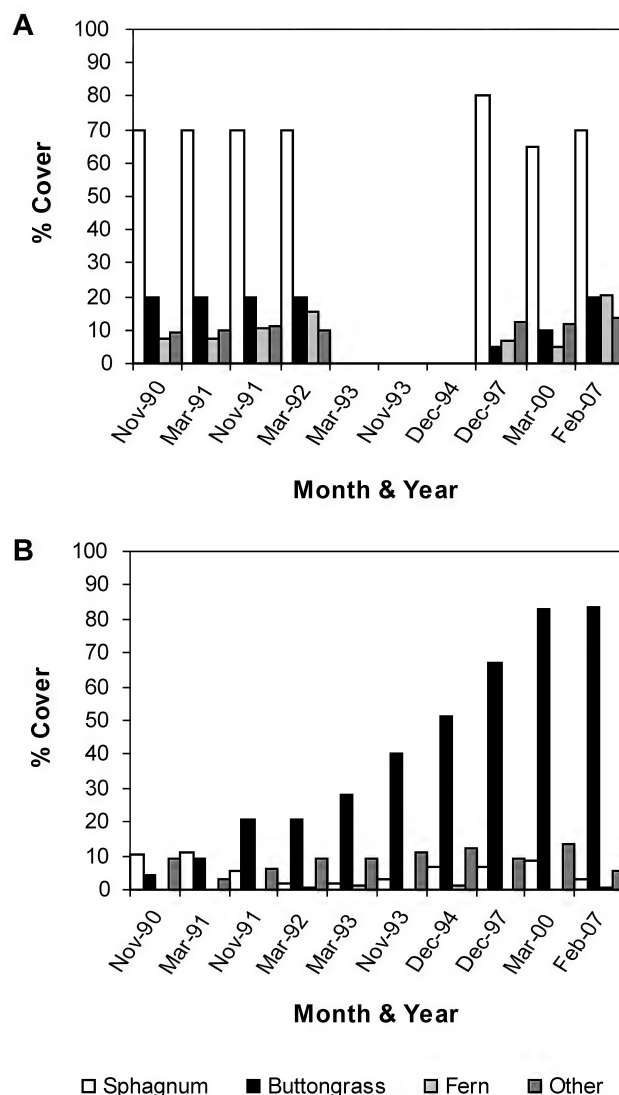 A
100
90
80
70
60
50
40
30
20
10
0
% Cover
Nov-90 Mar-91 Nov-91 Mar-92 Mar-93 Nov-93 Dec-94 Dec-97 Mar-00 Feb-07
Month & Year
B
100
90
80
70
60
50
40
30
20
10
0
% Cover
Nov-90 Mar-91 Nov-91 Mar-92 Mar-93 Nov-93 Dec-94 Dec-97 Mar-00 Feb-07
Month & Year
Sphagnum Buttongrass Fern Other